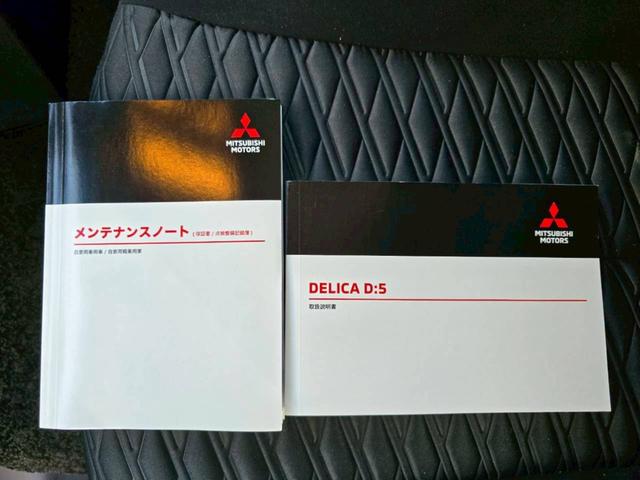 MITSUBISHI
MOTORS
メンテナンスノート (保証書 / 点検整備記録簿)
自家用乗用車 / 自家用軽乗用車
MITSUBISHI
MOTORS
DELICA D:5
取扱説明書